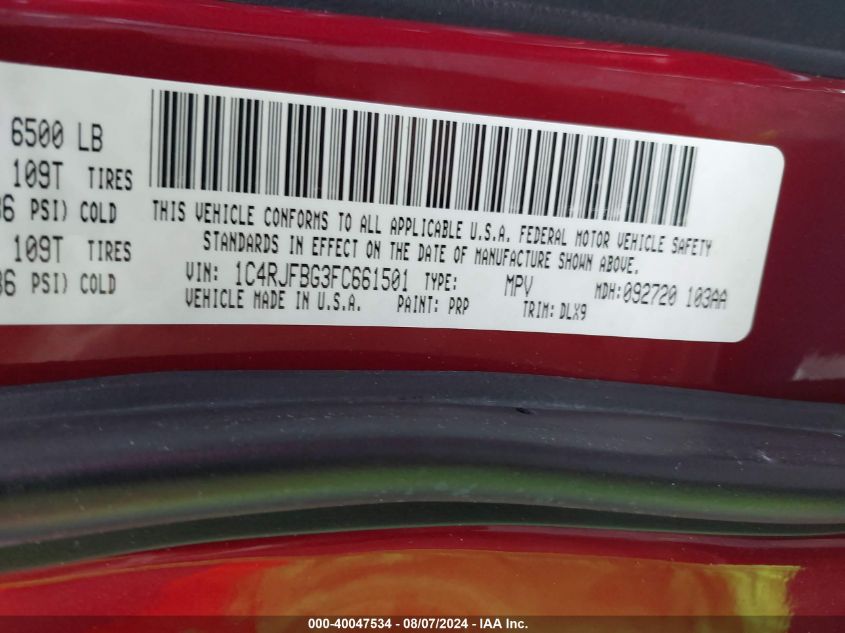 6500 LB
109T TIRES
36 PSI) COLD
109T TIRES
36 PSI) COLD
THIS VEHICLE CONFORMS TO ALL APPLICABLE U.S.A. FEDERAL MOTOR VEHICLE SAFETY
STANDARDS IN EFFECT ON THE DATE OF MANUFACTURE SHOWN ABOVE.
VIN: 1C4RJFBG3FC661501 TYPE: MPV MDH:092720 103AA
VEHICLE MADE IN U.S.A. PAINT: PRP TRIM: DLX9
000-40047534 - 08/07/2024 - IAA Inc.